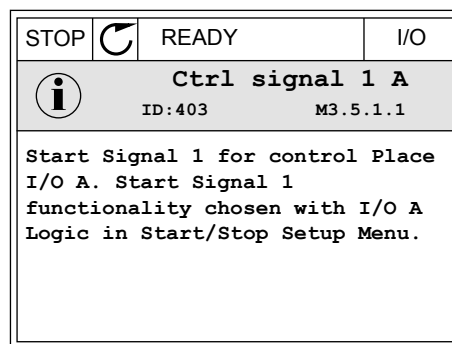 STOP READY I/O
Ctrl signal 1 A
ID:403 M3.5.1.1
Start Signal 1 for control Place
I/O A. Start Signal 1
functionality chosen with I/O A
Logic in Start/Stop Setup Menu.